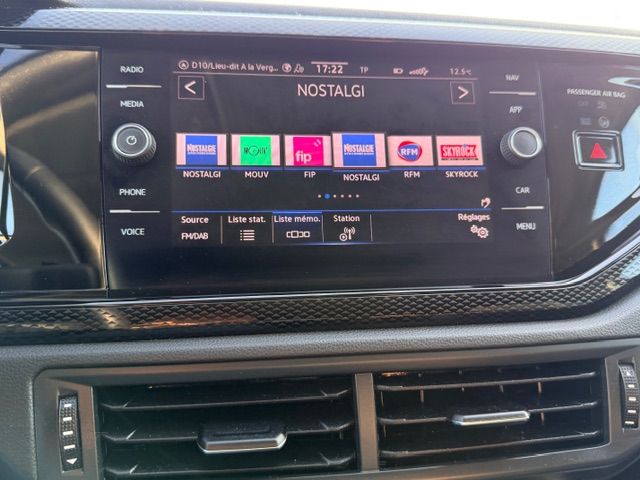 RADIO
MEDIA
PHONE
VOICE
D10/Lieu-dit A la Verg... 17:22 TP 12.5°C
NOSTALGI
NOSTALGIE MOUV' fip NOSTALGIE RFM SKYROCK
NOSTALGI MOUV FIP NOSTALGI RFM SKYROCK
Source Liste stat. Liste mémo. Station Réglages
FM/DAB
NAV
APP
CAR
MENU
PASSENGER AIR BAG